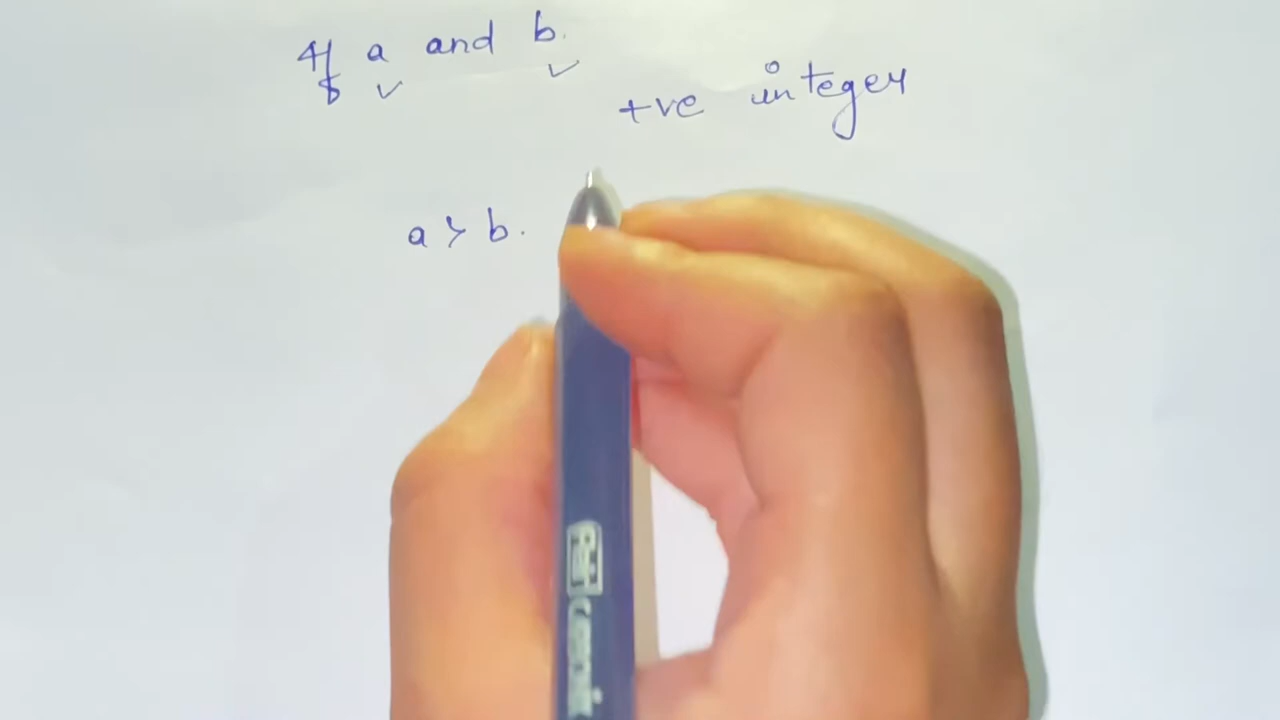 If a and b.
+ve integer
a > b.